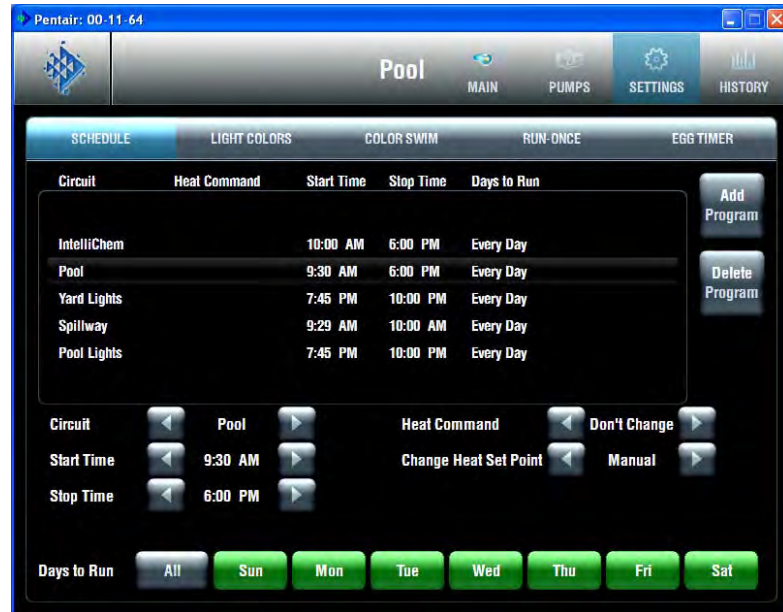 Pentair: 00-11-64
Pool
MAIN
PUMPS
SETTINGS
HISTORY
SCHEDULE LIGHT COLORS COLOR SWIM RUN-ONCE EGG TIMER
Circuit Heat Command Start Time Stop Time Days to Run
IntelliChem 10:00 AM 6:00 PM Every Day
Pool 9:30 AM 6:00 PM Every Day
Yard Lights 7:45 PM 10:00 PM Every Day
Spillway 9:29 AM 10:00 AM Every Day
Pool Lights 7:45 PM 10:00 PM Every Day
Add
Program
Delete
Program
Circuit Pool Heat Command Don't Change
Start Time 9:30 AM Change Heat Set Point Manual
Stop Time 6:00 PM
Days to Run All Sun Mon Tue Wed Thu Fri Sat